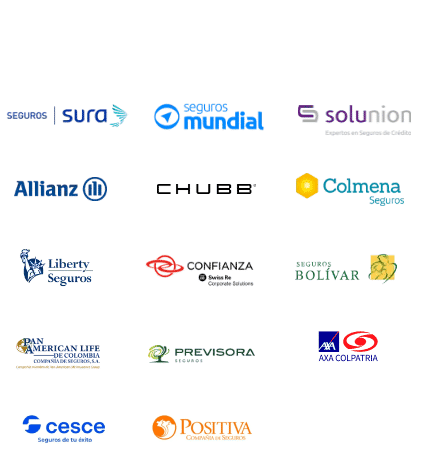 SEGUROS | sura
seguros
mundial
solunion
Expertos en Seguros de Crédito
Allianz
CHUBB®
Colmena
Seguros
Liberty
Seguros
CONFIANZA
Swiss Re
Corporate Solutions
SEGUROS
BOLÍVAR
PAN
AMERICAN LIFE
DE COLOMBIA
COMPAÑÍA DE SEGUROS, S.A.
PREVISORA
SEGUROS
AXA
AXA COLPATRIA
cesce
Seguros de tu éxito
POSITIVA
COMPAÑÍA DE SEGUROS